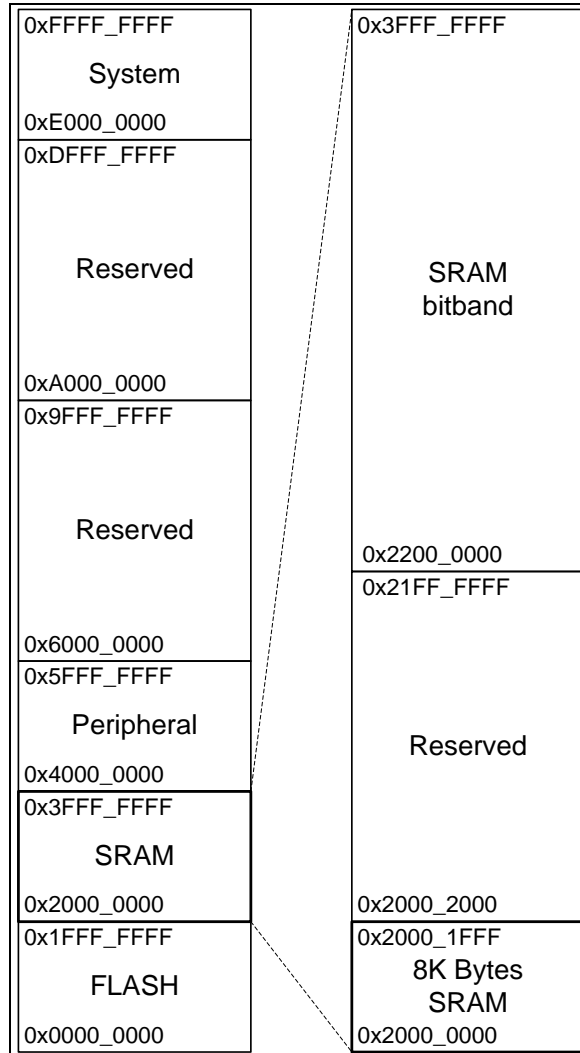 0xFFFF_FFFF
System
0xE000_0000
0xDFFF_FFFF
Reserved
0xA000_0000
0x9FFF_FFFF
Reserved
0x6000_0000
0x5FFF_FFFF
Peripheral
0x4000_0000
0x3FFF_FFFF
SRAM
0x2000_0000
0x1FFF_FFFF
FLASH
0x0000_0000
0x3FFF_FFFF
SRAM
bitband
0x2200_0000
0x21FF_FFFF
Reserved
0x2000_2000
0x2000_1FFF
8K Bytes
SRAM
0x2000_0000